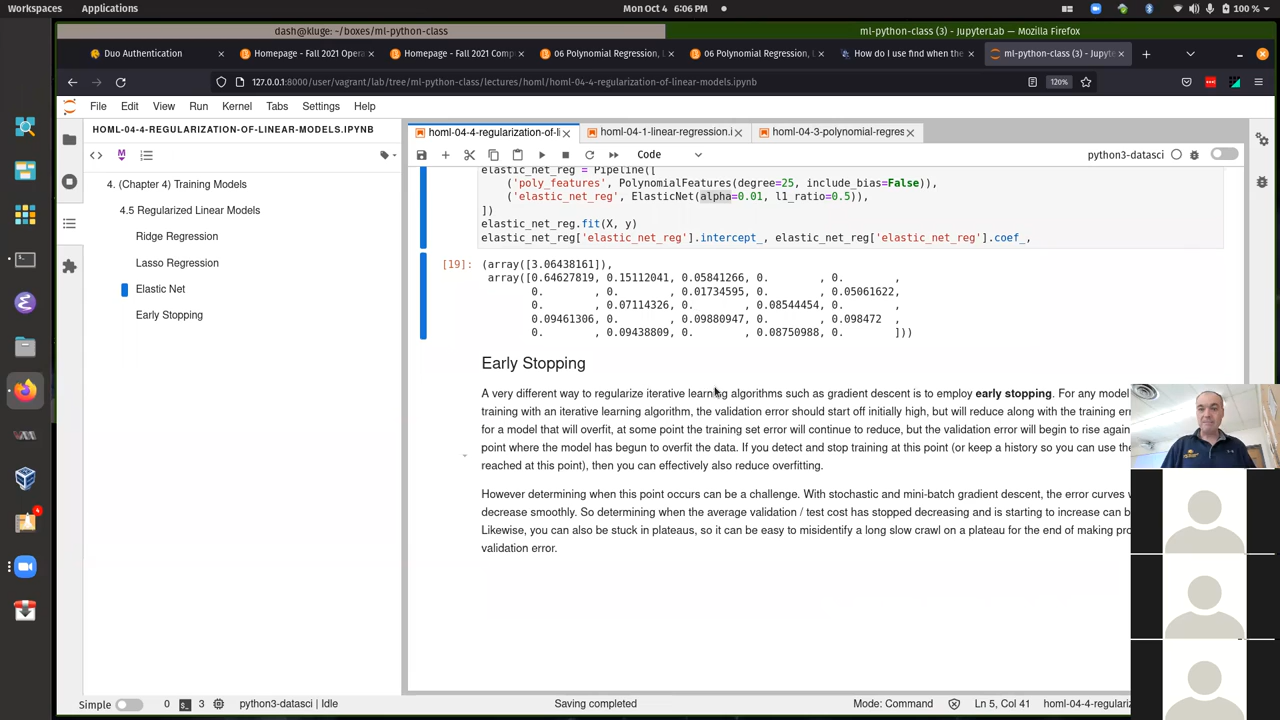 Workspaces Applications Mon Oct 4 6:06 PM 100 %
dash@kluge: ~/boxes/ml-python-class ml-python-class (3) - JupyterLab — Mozilla Firefox
Duo Authentication Homepage - Fall 2021 Opera Homepage - Fall 2021 Comp 06 Polynomial Regression, L 06 Polynomial Regression, L How do I use find when the ml-python-class (3) - Jupyte
127.0.0.1:8000/user/vagrant/lab/tree/ml-python-class/lectures/homl/homl-04-4-regularization-of-linear-models.ipynb 120%
File Edit View Run Kernel Tabs Settings Help
HOML-04-4-REGULARIZATION-OF-LINEAR-MODELS.IPYNB
homl-04-4-regularization-of-li homl-04-1-linear-regression.i homl-04-3-polynomial-regres
Code python3-datasci
4. (Chapter 4) Training Models
4.5 Regularized Linear Models
Ridge Regression
Lasso Regression
Elastic Net
Early Stopping
elastic_net_reg = Pipeline([
('poly_features', PolynomialFeatures(degree=25, include_bias=False)),
('elastic_net_reg', ElasticNet(alpha=0.01, l1_ratio=0.5)),
])
elastic_net_reg.fit(X, y)
elastic_net_reg['elastic_net_reg'].intercept_, elastic_net_reg['elastic_net_reg'].coef_,
[19]: (array([3.06438161]),
array([0.64627819, 0.15112041, 0.05841266, 0. , 0. ,
0. , 0. , 0.01734595, 0. , 0.05061622,
0. , 0.07114326, 0. , 0.08544454, 0. ,
0.09461306, 0. , 0.09880947, 0. , 0.098472 ,
0. , 0.09438809, 0. , 0.08750988, 0. ]))
Early Stopping
A very different way to regularize iterative learning algorithms such as gradient descent is to employ early stopping. For any model
training with an iterative learning algorithm, the validation error should start off initially high, but will reduce along with the training err
for a model that will overfit, at some point the training set error will continue to reduce, but the validation error will begin to rise again
point where the model has begun to overfit the data. If you detect and stop training at this point (or keep a history so you can use the
reached at this point), then you can effectively also reduce overfitting.
However determining when this point occurs can be a challenge. With stochastic and mini-batch gradient descent, the error curves w
decrease smoothly. So determining when the average validation / test cost has stopped decreasing and is starting to increase can b
Likewise, you can also be stuck in plateaus, so it can be easy to misidentify a long slow crawl on a plateau for the end of making pro
validation error.
Simple 0 3 python3-datasci | Idle Saving completed Mode: Command Ln 5, Col 41 homl-04-4-regulariz